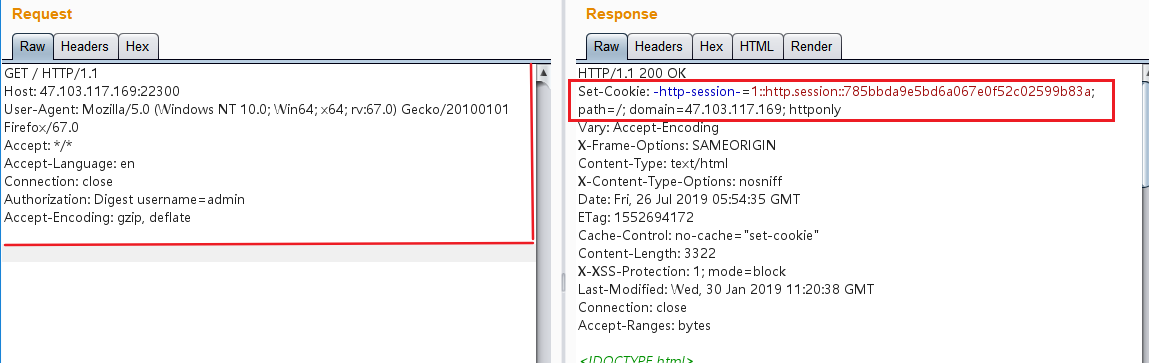 Request
Raw Headers Hex
GET / HTTP/1.1
Host: 47.103.117.169:22300
User-Agent: Mozilla/5.0 (Windows NT 10.0; Win64; x64; rv:67.0) Gecko/20100101
Firefox/67.0
Accept: */*
Accept-Language: en
Connection: close
Authorization: Digest username=admin
Accept-Encoding: gzip, deflate
Response
Raw Headers Hex HTML Render
HTTP/1.1 200 OK
Set-Cookie: -http-session-=1::http.session::785bbda9e5bd6a067e0f52c02599b83a;
path=/; domain=47.103.117.169; httponly
Vary: Accept-Encoding
X-Frame-Options: SAMEORIGIN
Content-Type: text/html
X-Content-Type-Options: nosniff
Date: Fri, 26 Jul 2019 05:54:35 GMT
ETag: 1552694172
Cache-Control: no-cache="set-cookie"
Content-Length: 3322
X-XSS-Protection: 1; mode=block
Last-Modified: Wed, 30 Jan 2019 11:20:38 GMT
Connection: close
Accept-Ranges: bytes
<!DOCTYPE html>